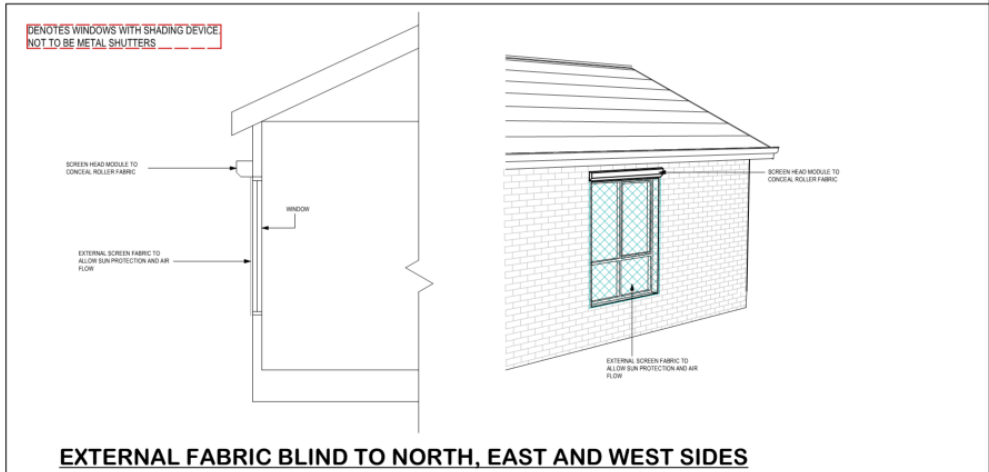 DENOTES WINDOWS WITH SHADING DEVICE.
NOT TO BE METAL SHUTTERS
SCREEN HEAD MODULE TO
CONCEAL ROLLER FABRIC
WINDOW
EXTERNAL SCREEN FABRIC TO
ALLOW SUN PROTECTION AND AIR
FLOW
SCREEN HEAD MODULE TO
CONCEAL ROLLER FABRIC
EXTERNAL SCREEN FABRIC TO
ALLOW SUN PROTECTION AND AIR
FLOW
EXTERNAL FABRIC BLIND TO NORTH, EAST AND WEST SIDES